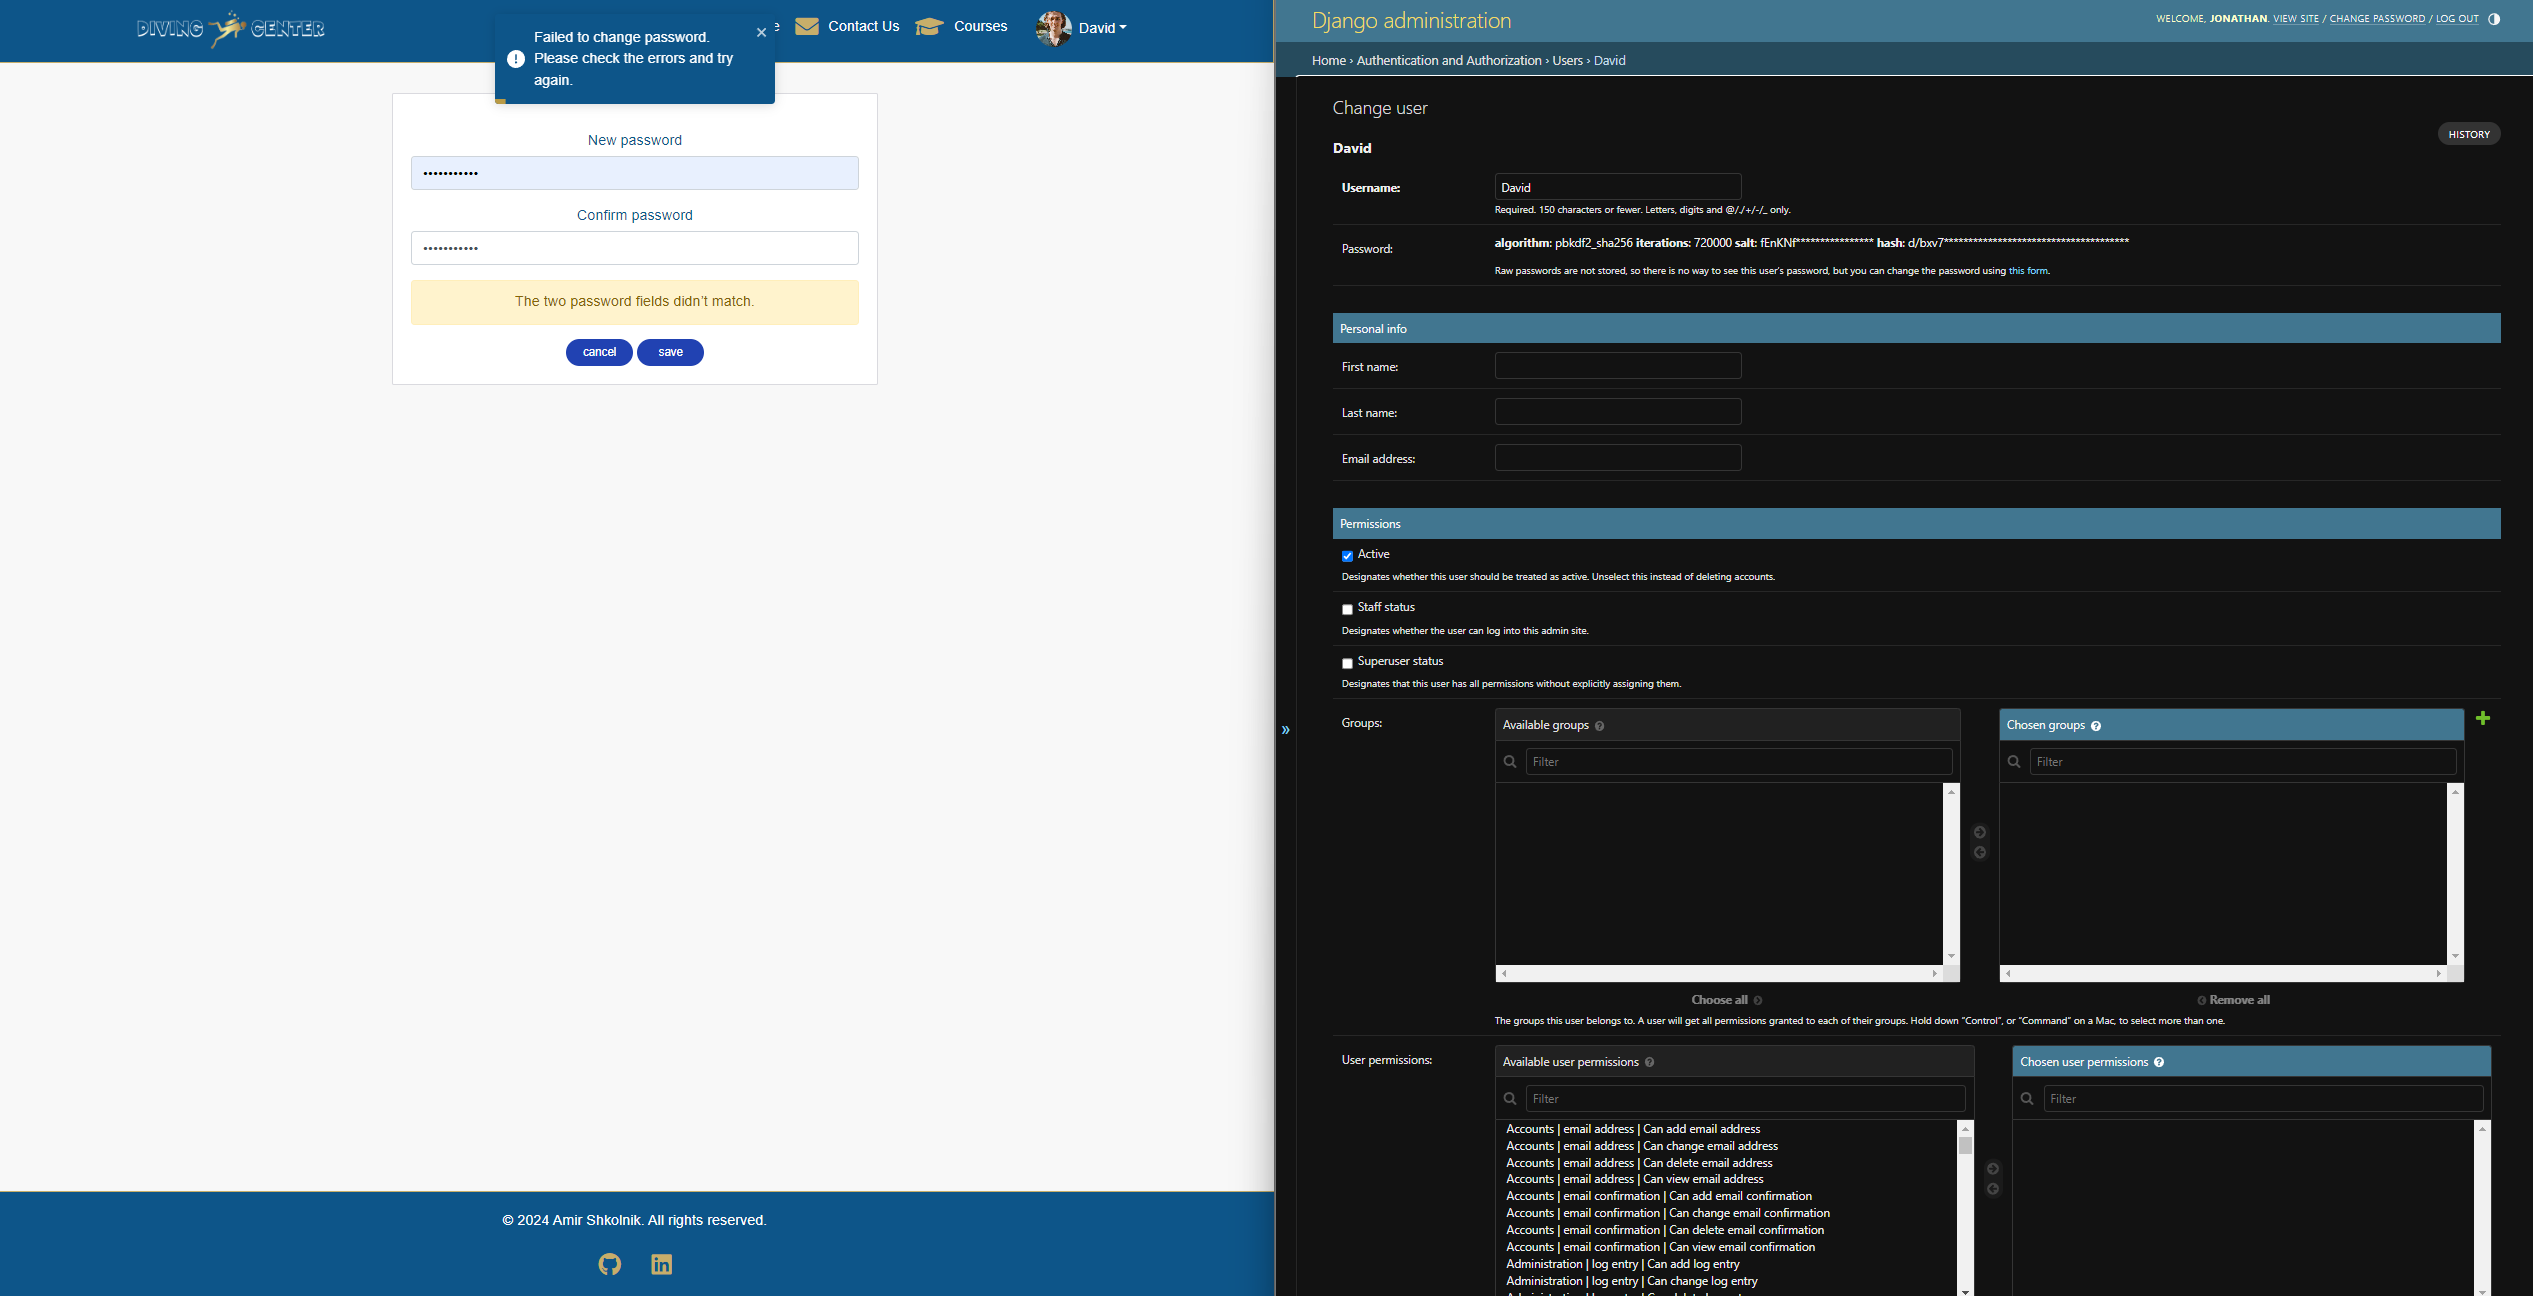 DIVING CENTER
e
Contact Us
Courses
David
Failed to change password.
Please check the errors and try
again.
×
New password
•••••••••••
Confirm password
•••••••••••
The two password fields didn’t match.
cancel
save
© 2024 Amir Shkolnik. All rights reserved.
Django administration
WELCOME, JONATHAN. VIEW SITE / CHANGE PASSWORD / LOG OUT
Home › Authentication and Authorization › Users › David
Change user
HISTORY
David
Username:
David
Required. 150 characters or fewer. Letters, digits and @/./+/-/_ only.
Password:
algorithm: pbkdf2_sha256 iterations: 720000 salt: fEnKNf**************** hash: d/bxv7**************************************
Raw passwords are not stored, so there is no way to see this user’s password, but you can change the password using this form.
Personal info
First name:
Last name:
Email address:
Permissions
Active
Designates whether this user should be treated as active. Unselect this instead of deleting accounts.
Staff status
Designates whether the user can log into this admin site.
Superuser status
Designates that this user has all permissions without explicitly assigning them.
»
Groups:
Available groups ?
Filter
Chosen groups ?
Filter
Choose all
Remove all
The groups this user belongs to. A user will get all permissions granted to each of their groups. Hold down “Control”, or “Command” on a Mac, to select more than one.
User permissions:
Available user permissions ?
Filter
Chosen user permissions ?
Filter
Accounts | email address | Can add email address
Accounts | email address | Can change email address
Accounts | email address | Can delete email address
Accounts | email address | Can view email address
Accounts | email confirmation | Can add email confirmation
Accounts | email confirmation | Can change email confirmation
Accounts | email confirmation | Can delete email confirmation
Accounts | email confirmation | Can view email confirmation
Administration | log entry | Can add log entry
Administration | log entry | Can change log entry